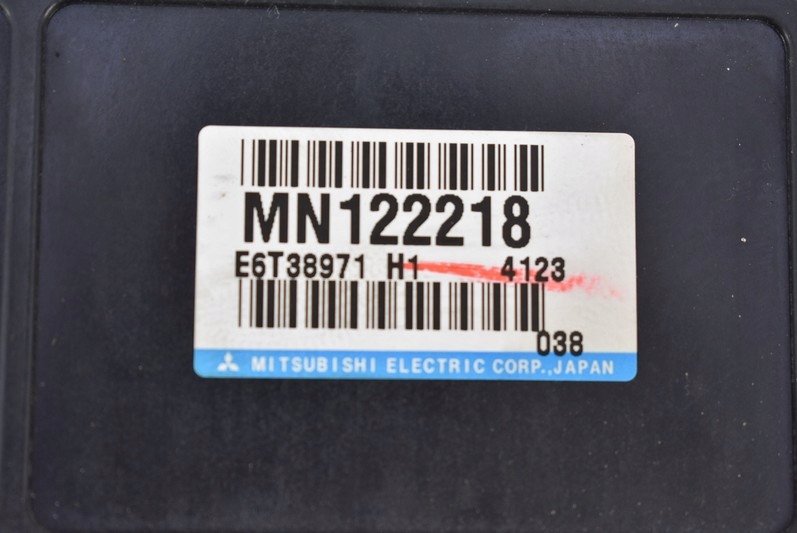 MN122218
E6T38971 H1 4123
038
MITSUBISHI ELECTRIC CORP.,JAPAN